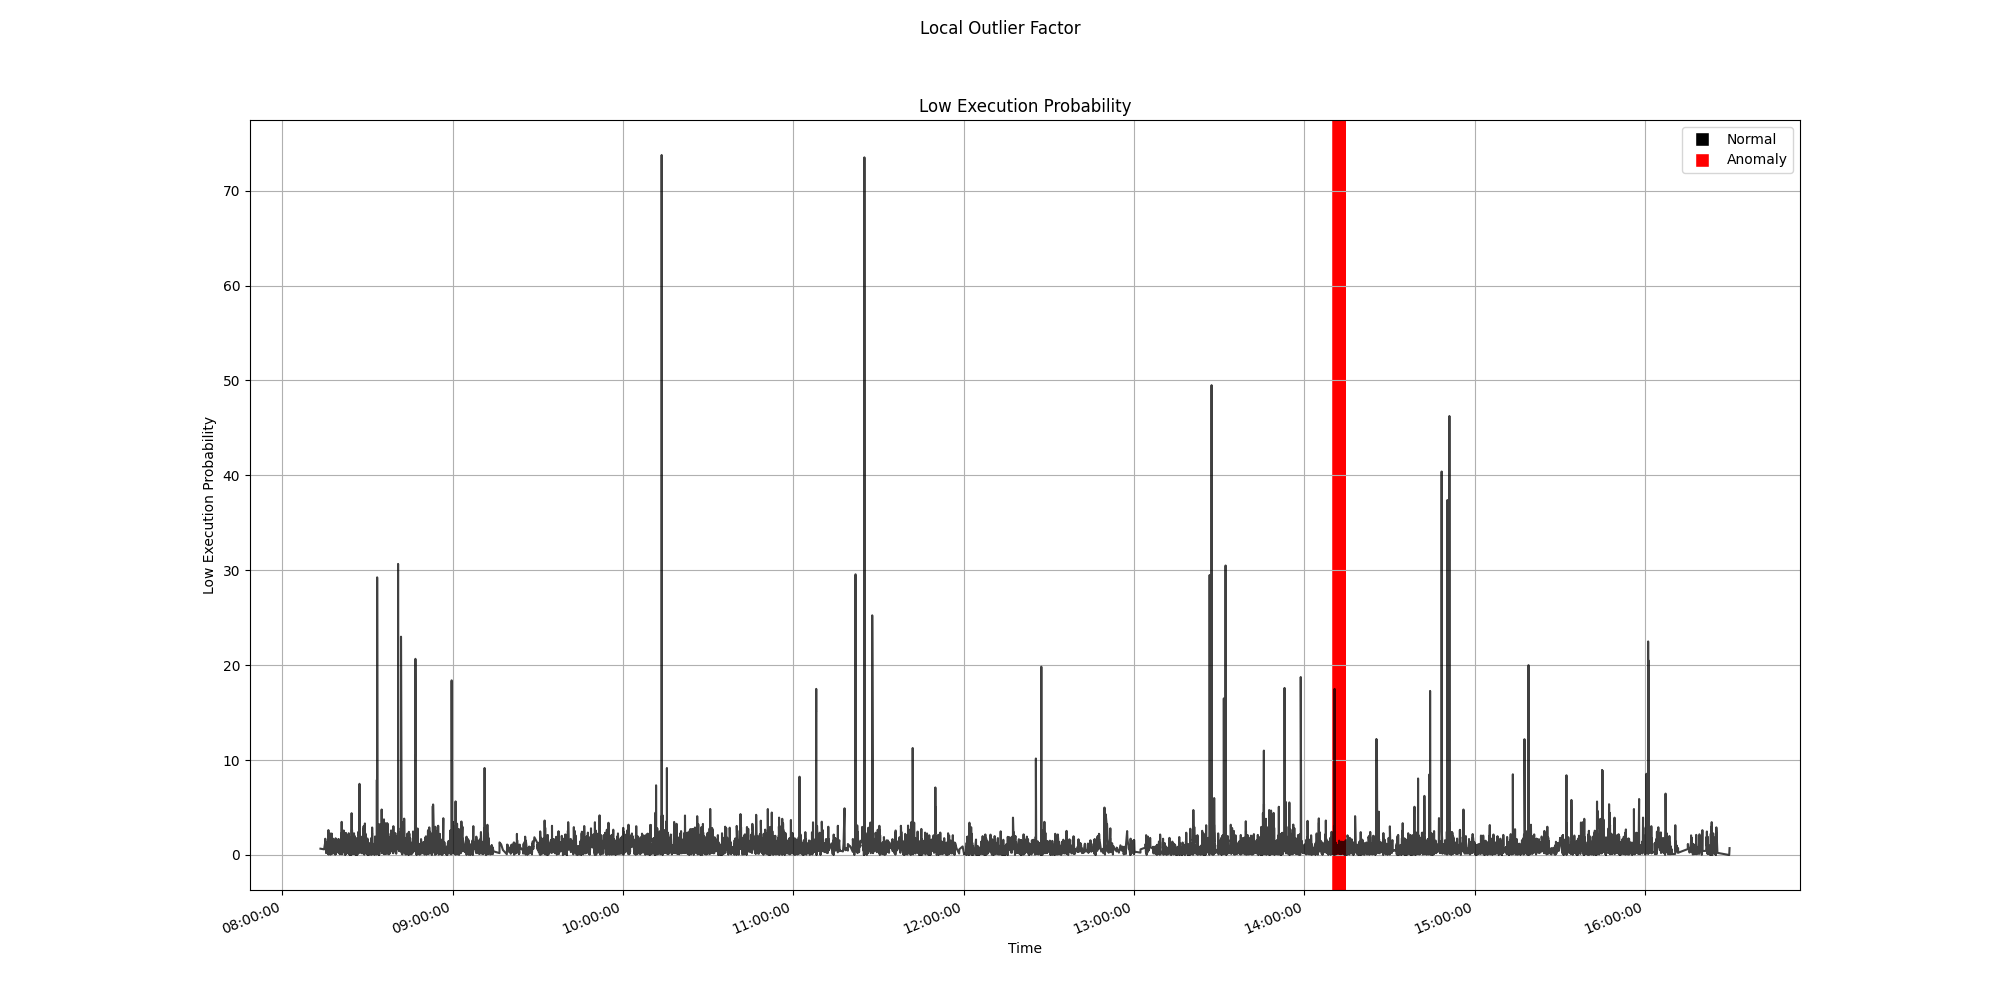 Local Outlier Factor
Low Execution Probability
Normal
Anomaly
Low Execution Probability
70
60
50
40
30
20
10
0
08:00:00
09:00:00
10:00:00
11:00:00
12:00:00
13:00:00
14:00:00
15:00:00
16:00:00
Time